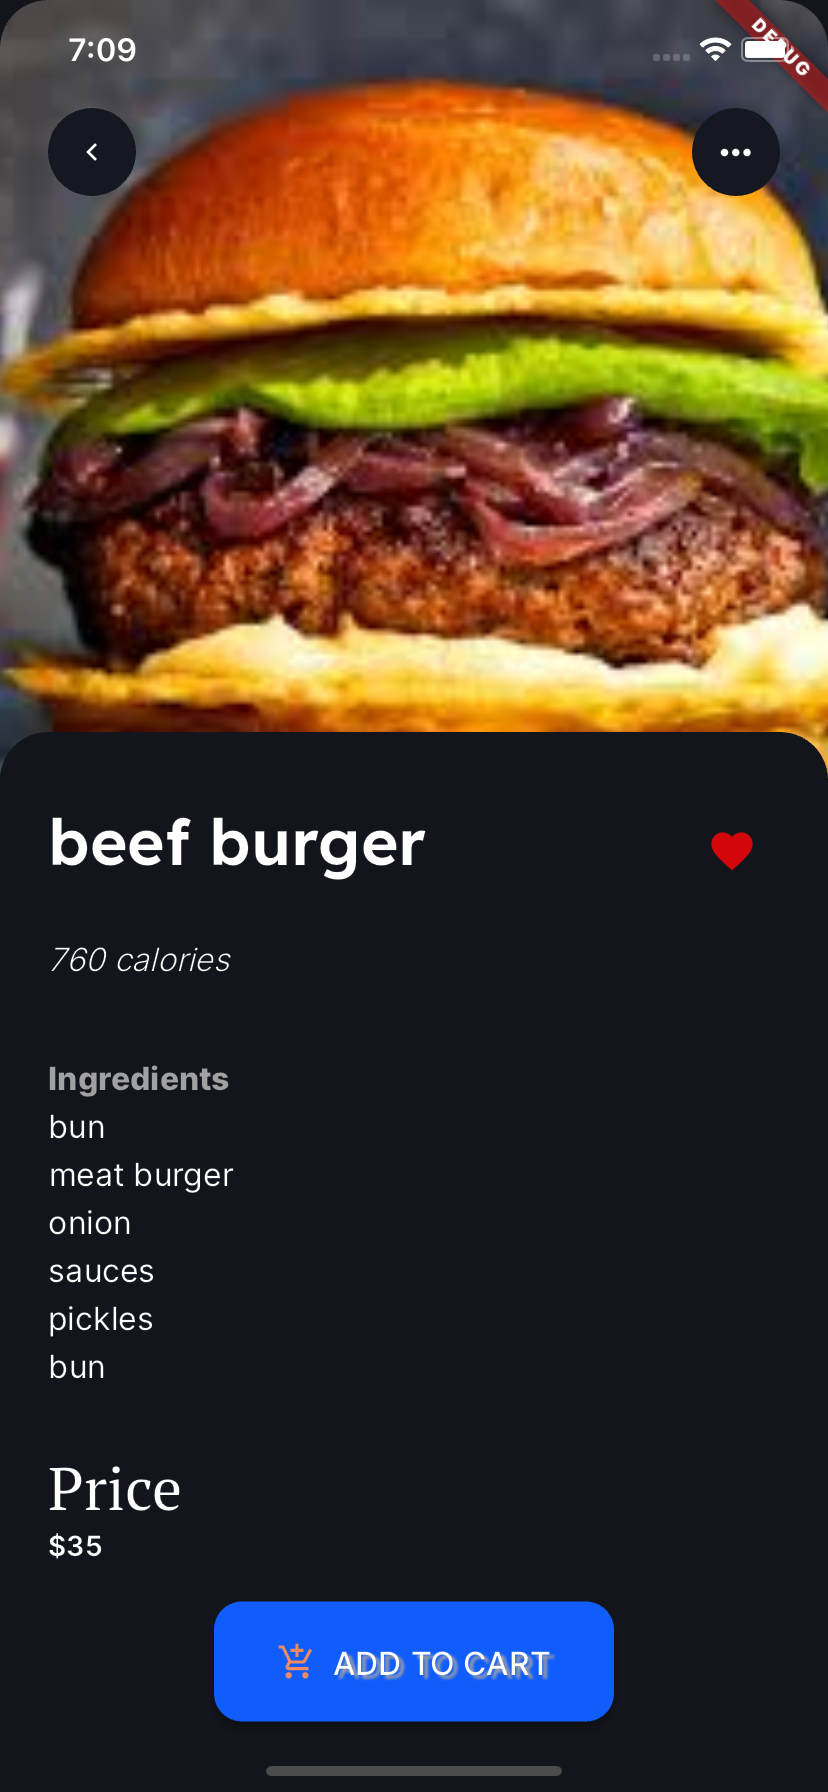 7:09
DEBUG
beef burger
760 calories
Ingredients
bun
meat burger
onion
sauces
pickles
bun
Price
$35
ADD TO CART